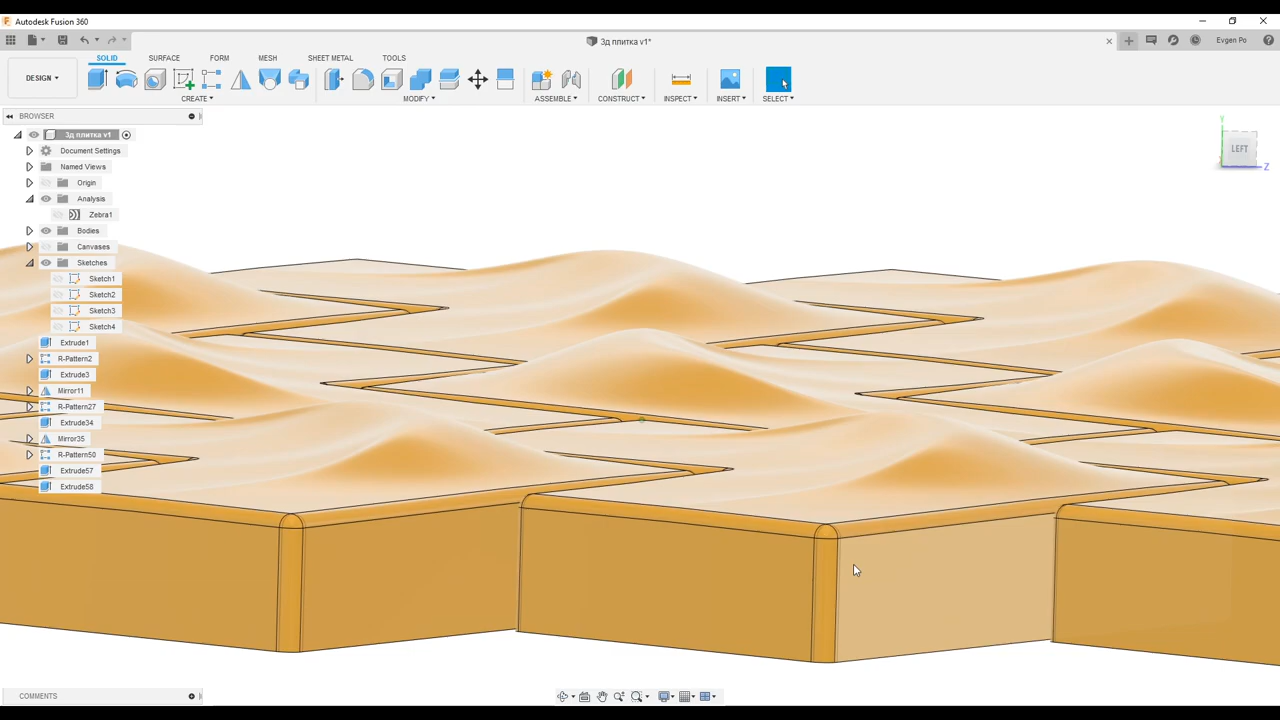 Autodesk Fusion 360
3д плитка v1*
Evgen Po
DESIGN
SOLID SURFACE FORM MESH SHEET METAL TOOLS
CREATE MODIFY ASSEMBLE CONSTRUCT INSPECT INSERT SELECT
BROWSER
3д плитка v1
Document Settings
Named Views
Origin
Analysis
Zebra1
Bodies
Canvases
Sketches
Sketch1
Sketch2
Sketch3
Sketch4
Extrude1
R-Pattern2
Extrude3
Mirror11
R-Pattern27
Extrude34
Mirror35
R-Pattern50
Extrude57
Extrude58
Y
LEFT
Z
COMMENTS